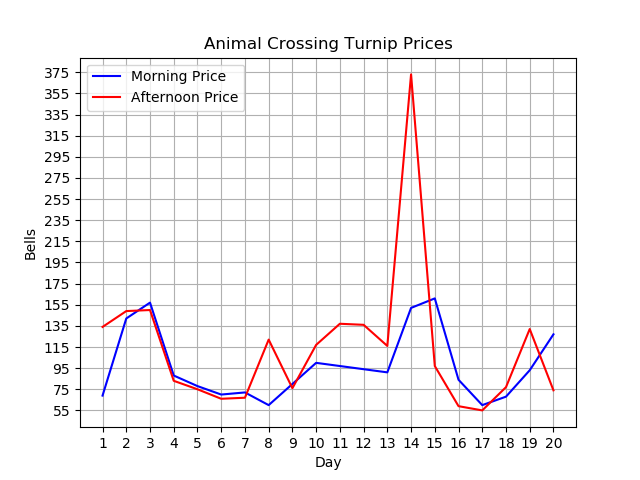 Animal Crossing Turnip Prices
Morning Price
Afternoon Price
375
355
335
315
295
275
255
235
215
195
175
155
135
115
95
75
55
Bells
1 2 3 4 5 6 7 8 9 10 11 12 13 14 15 16 17 18 19 20
Day